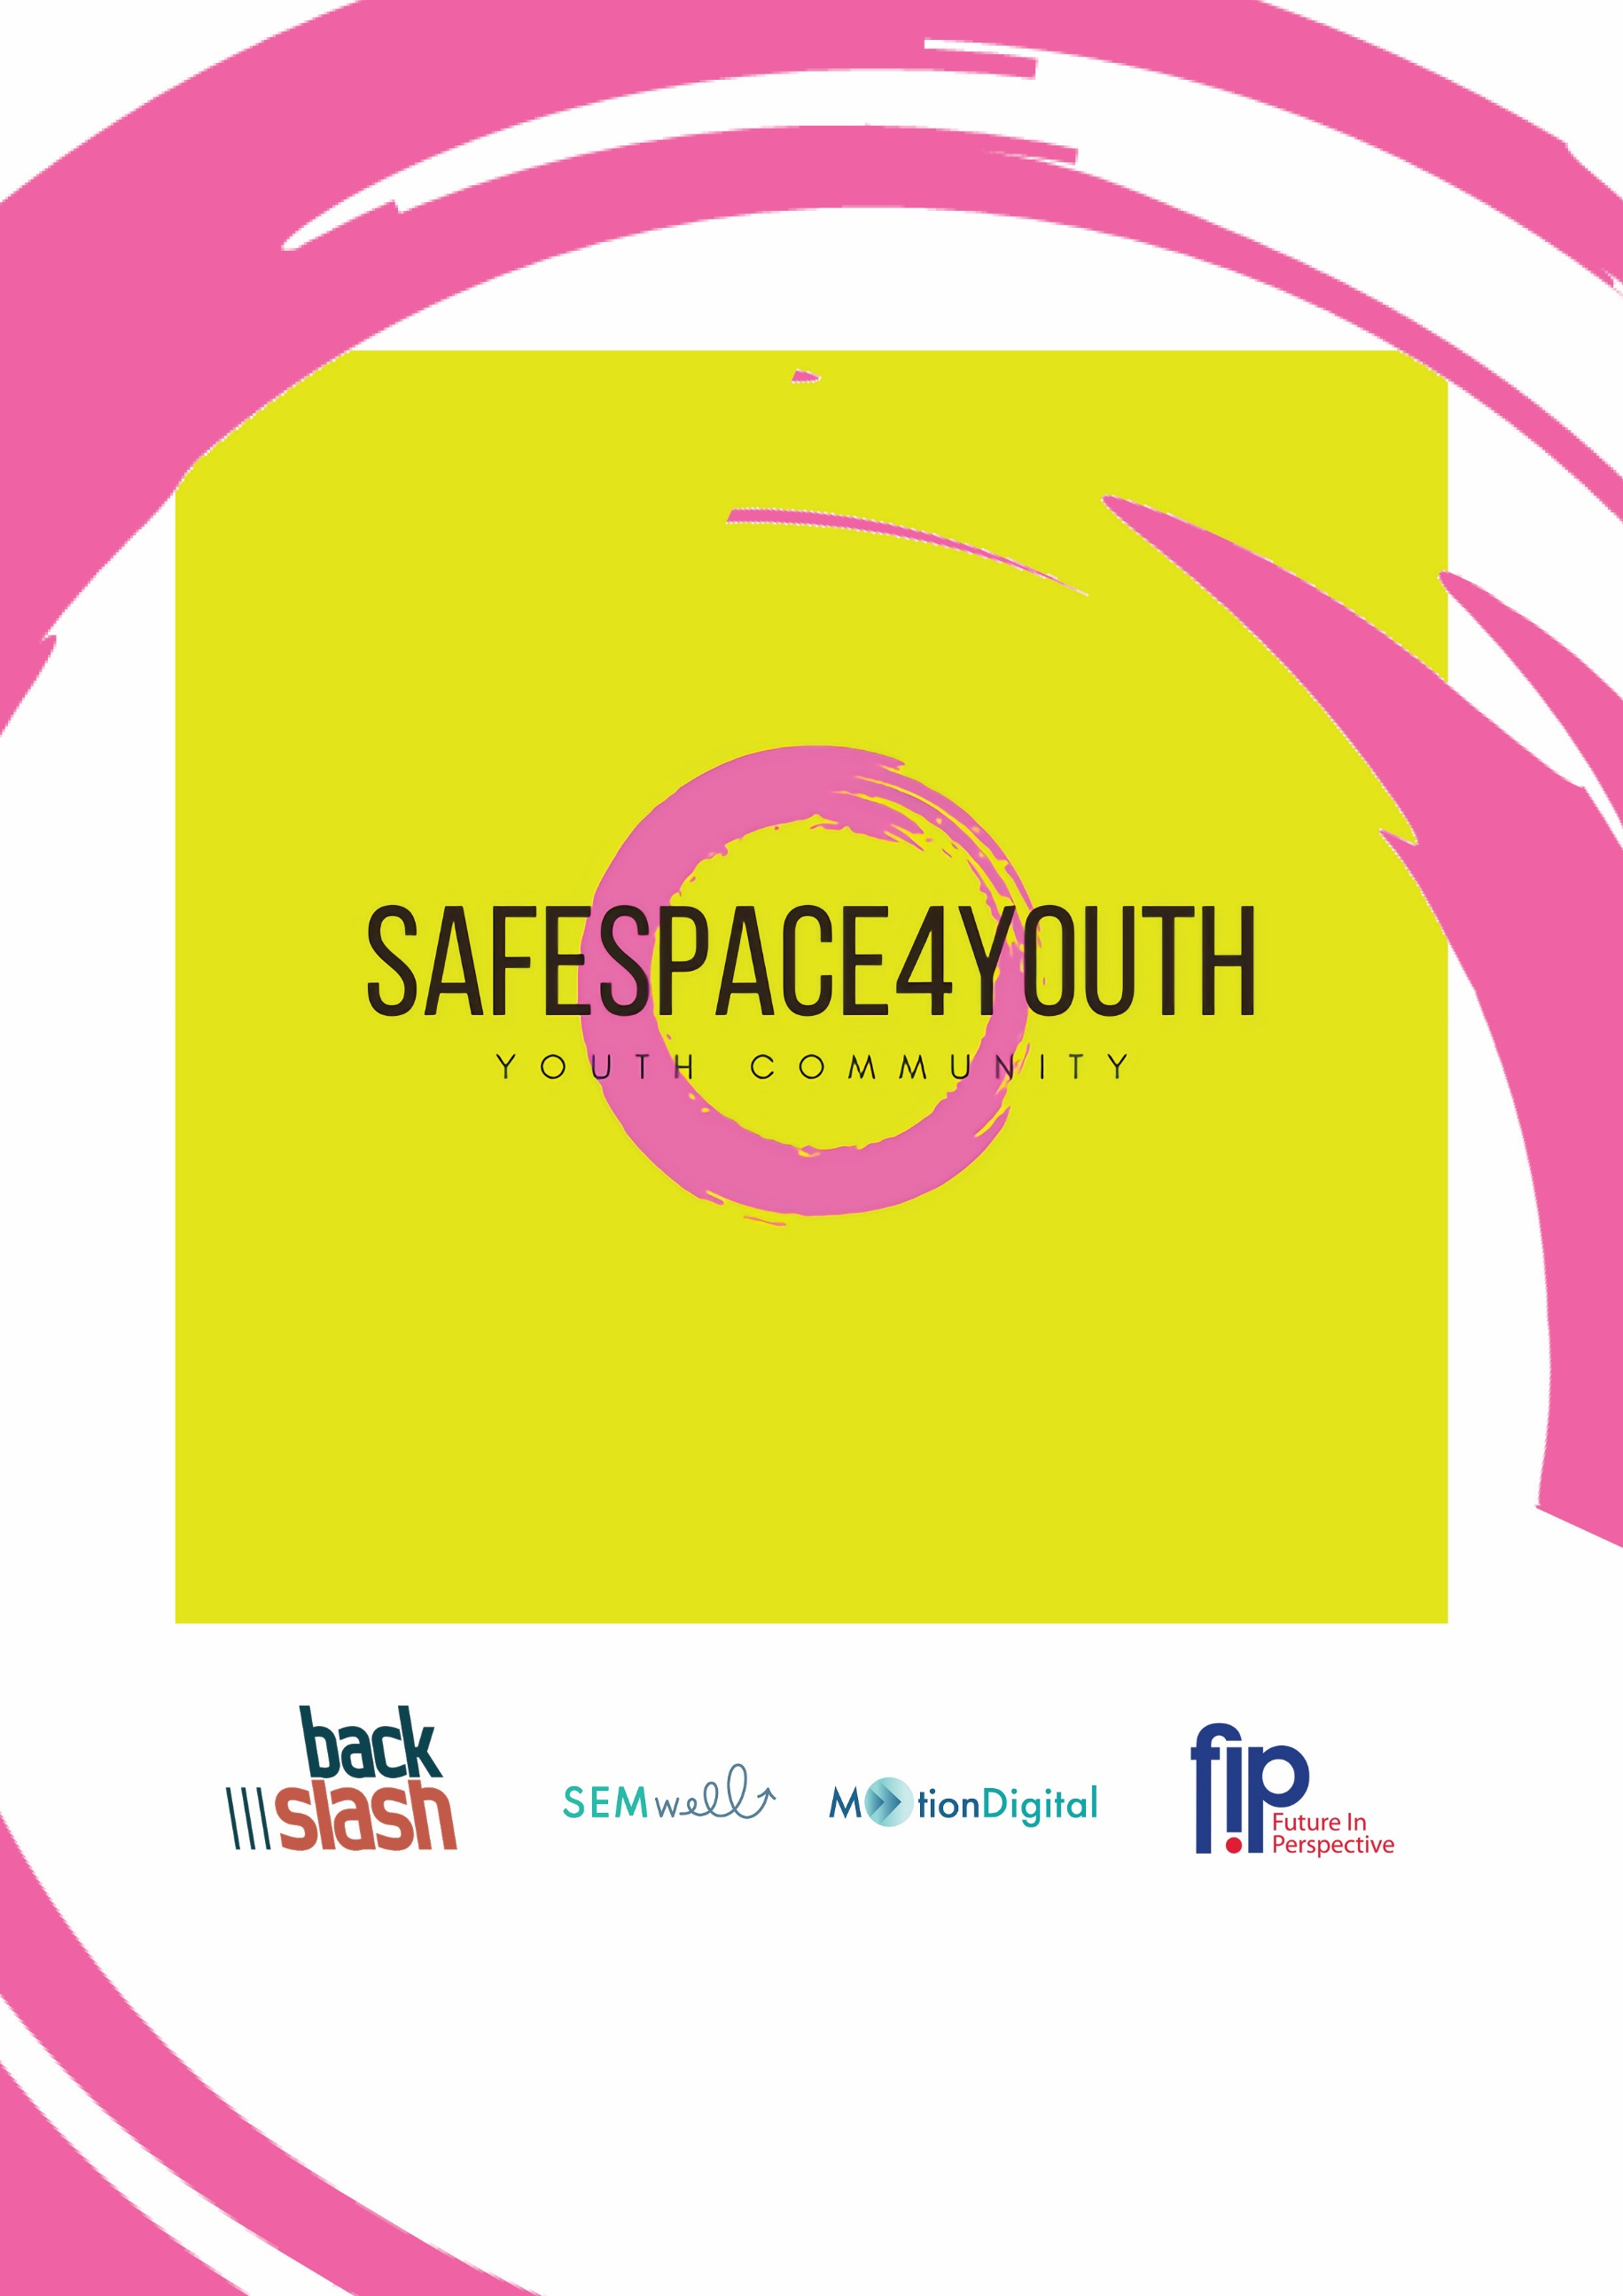 SAFESPACE4YOUTH
YOUTH COMMUNITY
back
slash
SEMwell
MotionDigital
fip
Future In
Perspective